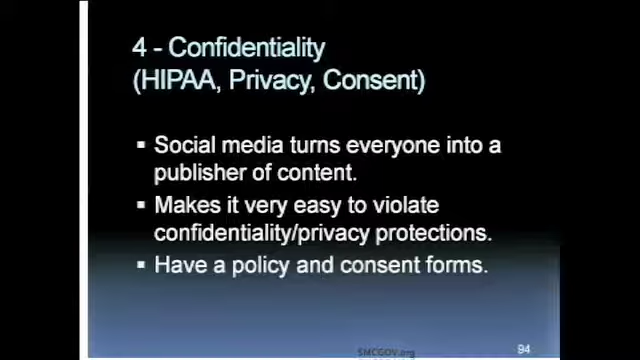 4 - Confidentiality
(HIPAA, Privacy, Consent)
▪ Social media turns everyone into a
publisher of content.
▪ Makes it very easy to violate
confidentiality/privacy protections.
▪ Have a policy and consent forms.
SMCGOV.org
94